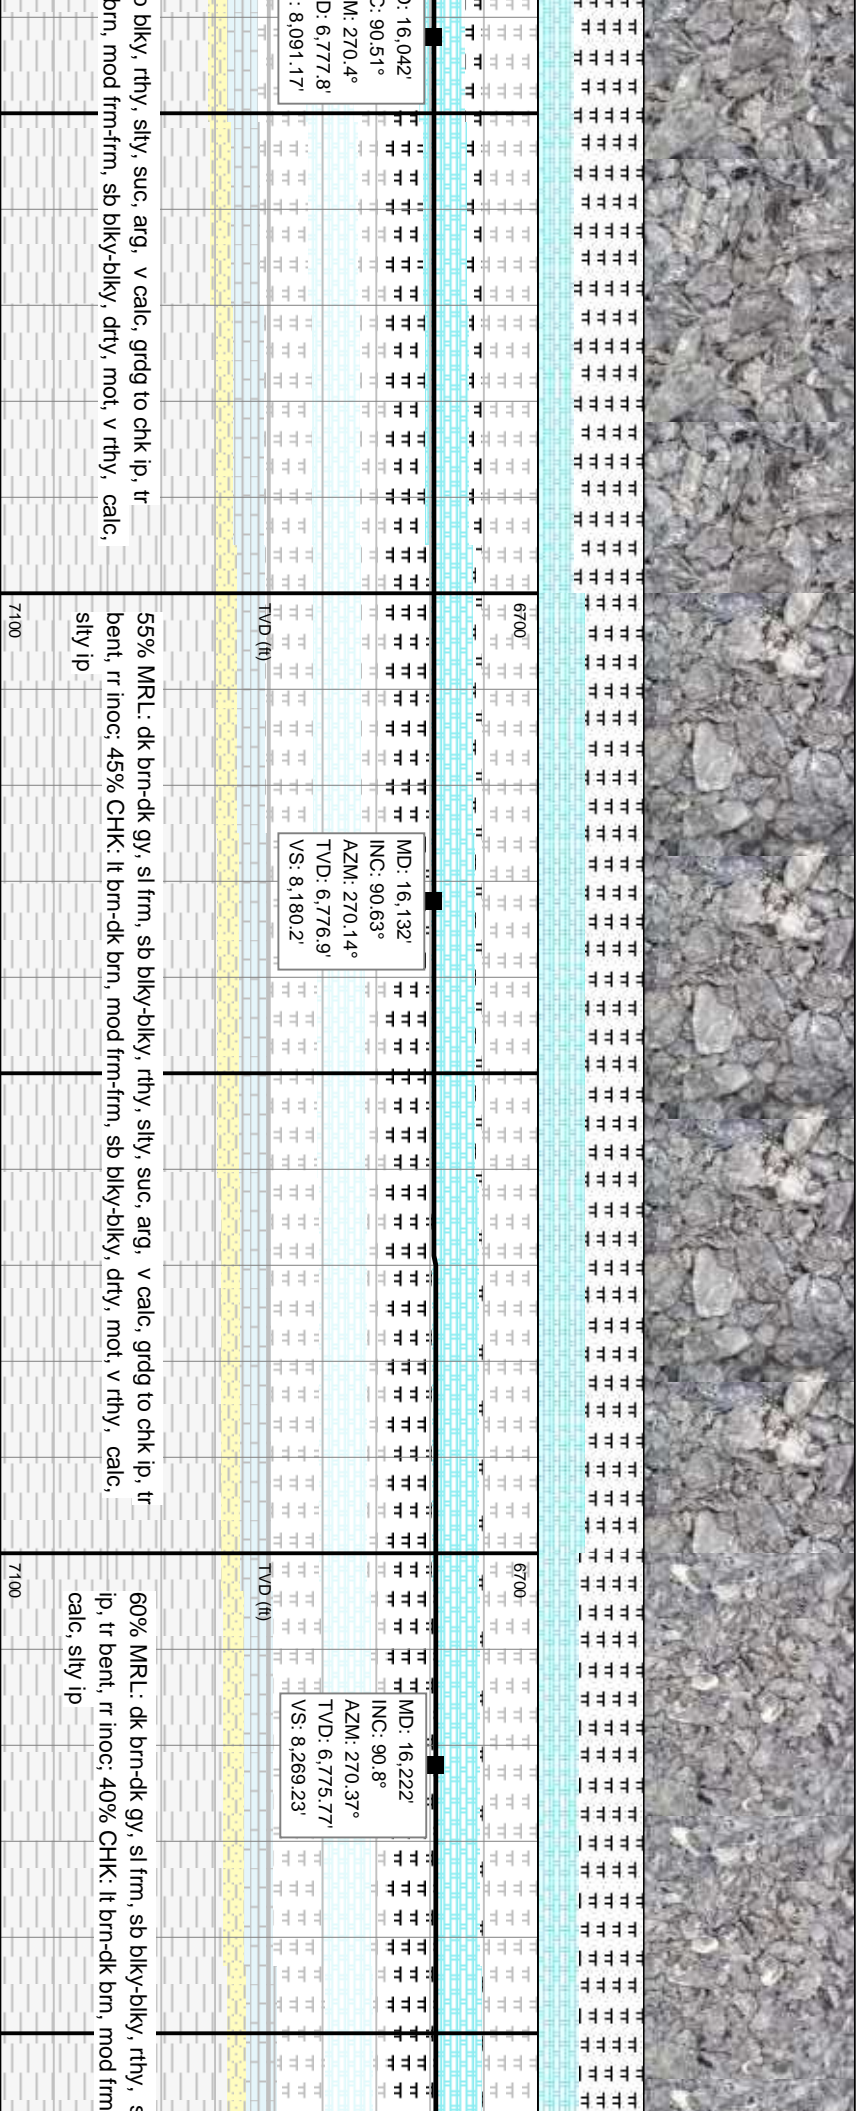 : 16,042'
: 90.51°
M: 270.4°
D: 6,777.8'
: 8,091.17'
blky, rthy, slty, suc, arg, v calc, grdg to chk ip, tr
brn, mod frm-frm, sb blky-blky, drty, mot, v rthy, calc,
6700
TVD (ft)
7100
55% MRL: dk brn-dk gy, sl frm, sb blky-blky, rthy, slty, suc, arg, v calc, grdg to chk ip, tr
bent, rr inoc; 45% CHK: lt brn-dk brn, mod frm-frm, sb blky-blky, drty, mot, v rthy, calc,
slty ip
MD: 16,132'
INC: 90.63°
AZM: 270.14°
TVD: 6,776.9'
VS: 8,180.2'
6700
TVD (ft)
7100
60% MRL: dk brn-dk gy, sl frm, sb blky-blky, rthy,
ip, tr bent, rr inoc; 40% CHK: lt brn-dk brn, mod frm
calc, slty ip
MD: 16,222'
INC: 90.8°
AZM: 270.37°
TVD: 6,775.77'
VS: 8,269.23'